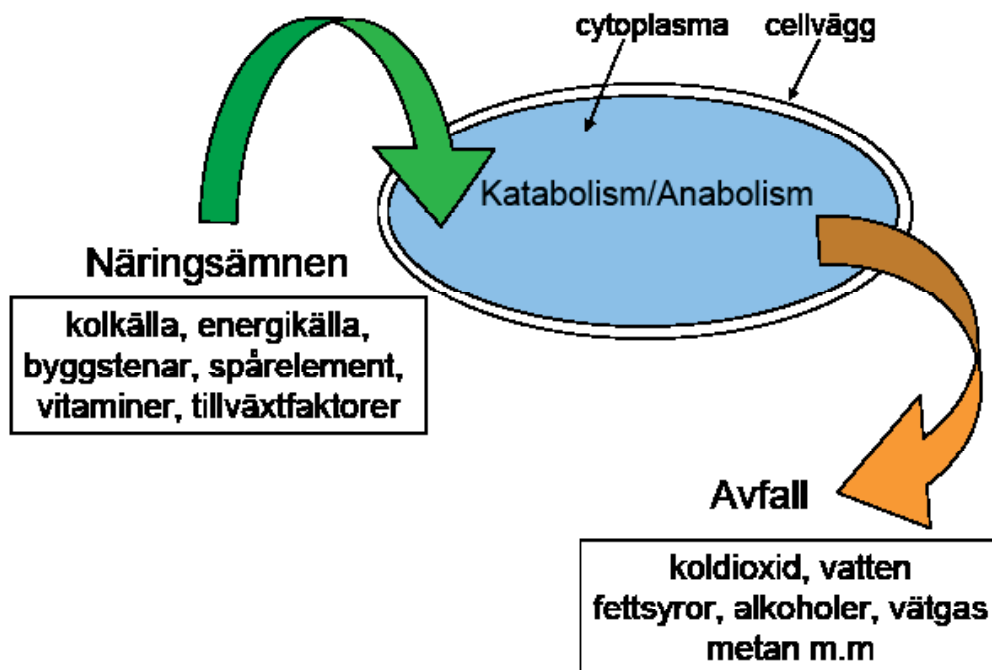 cytoplasma cellvägg
Katabolism/Anabolism
Näringsämnen
kolkälla, energikälla,
byggstenar, spårelement,
vitaminer, tillväxtfaktorer
Avfall
koldioxid, vatten
fettsyror, alkoholer, vätgas
metan m.m